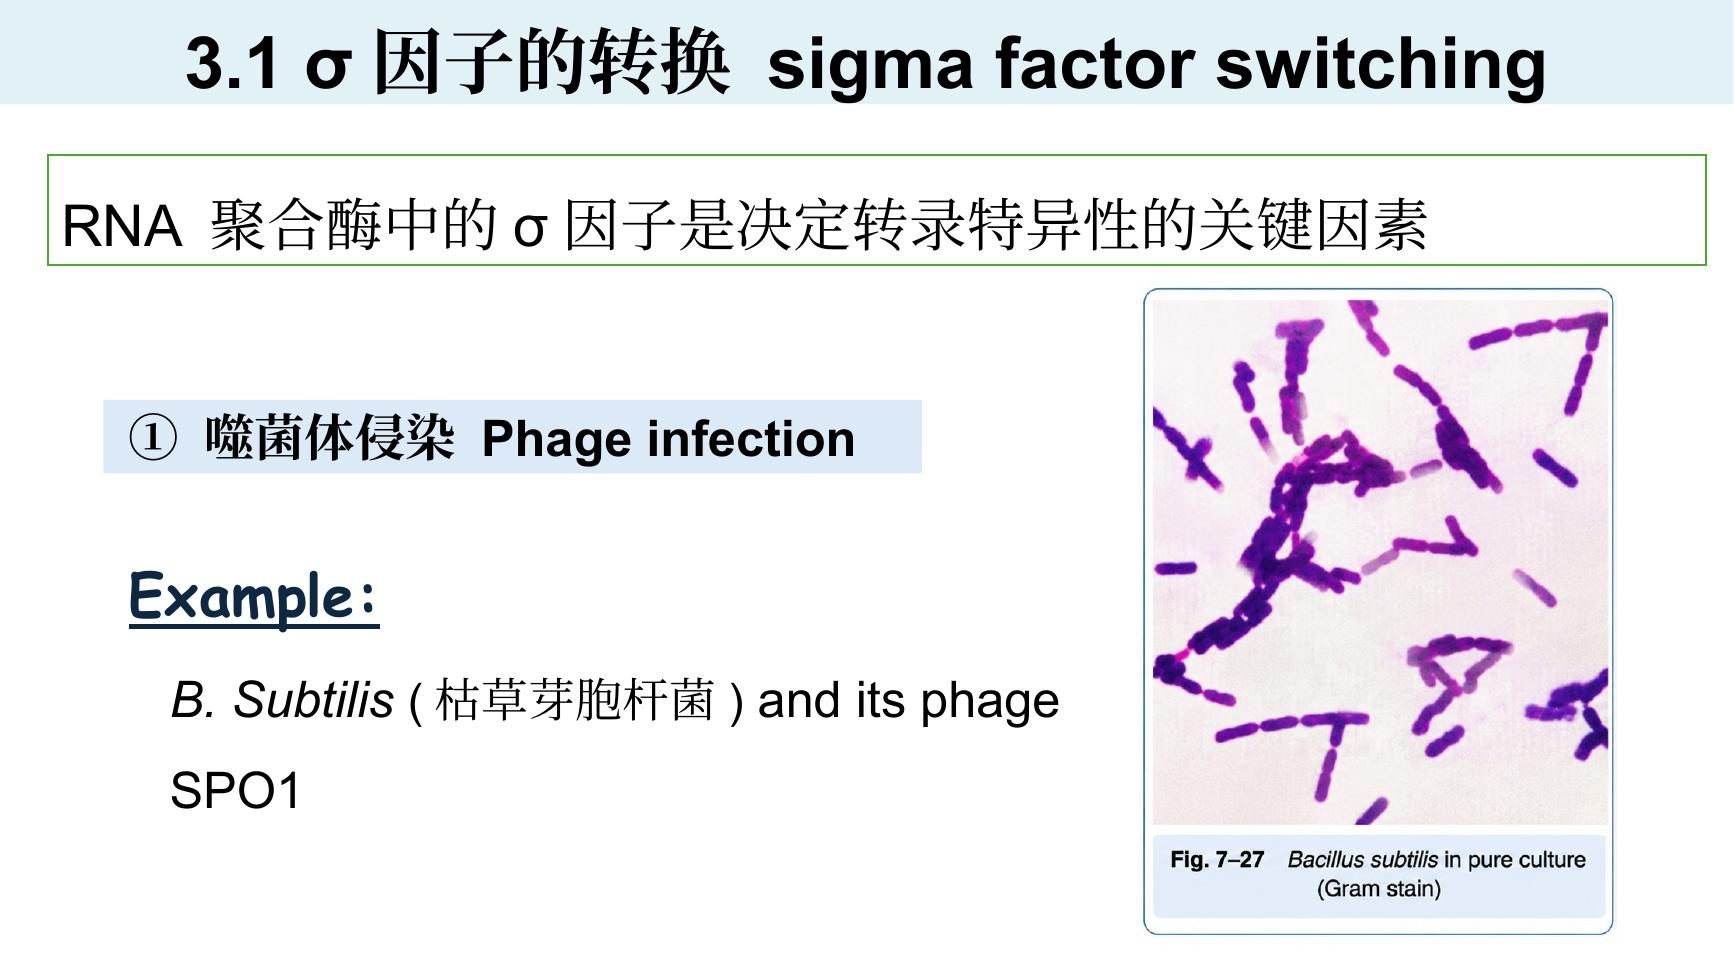 3.1 σ 因子的转换 sigma factor switching
RNA 聚合酶中的 σ 因子是决定转录特异性的关键因素
① 噬菌体侵染 Phage infection
Example:
B. Subtilis ( 枯草芽胞杆菌 ) and its phage
SPO1
Fig. 7–27 Bacillus subtilis in pure culture
(Gram stain)